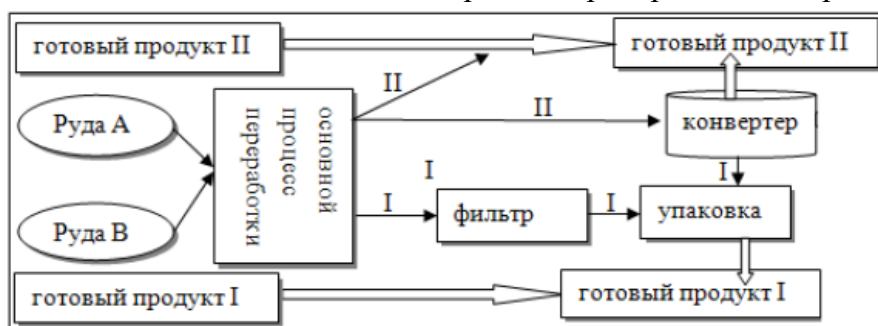 готовый продукт II
готовый продукт II
II
Руда А
II
конвертер
основной
процесс
переработки
I
I
I
фильтр
I
упаковка
Руда В
готовый продукт I
готовый продукт I